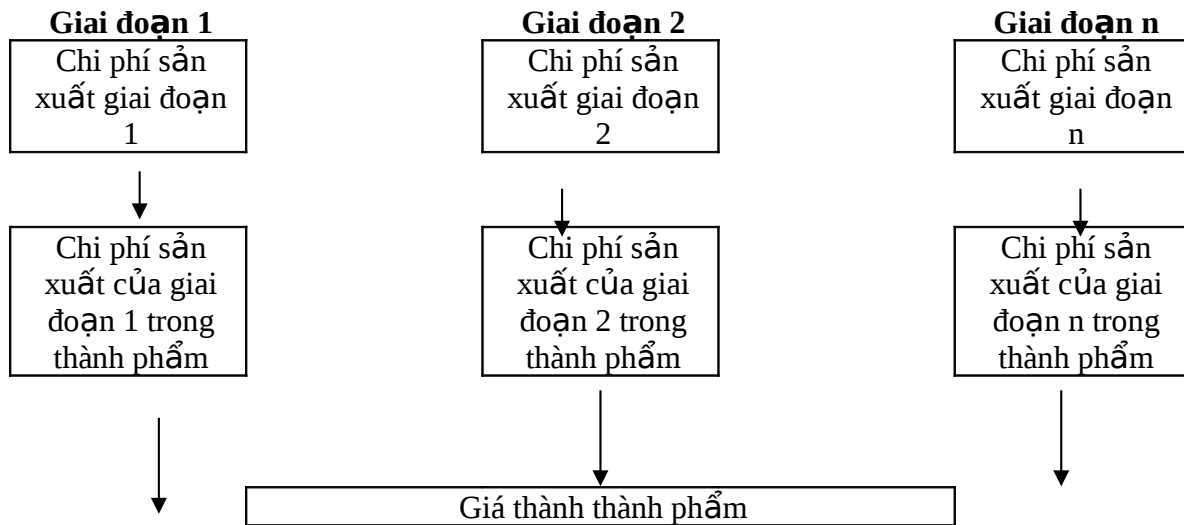 Giai đoạn 1
Giai đoạn 2
Giai đoạn n
Chi phí sản
xuất giai đoạn
1
Chi phí sản
xuất giai đoạn
2
Chi phí sản
xuất giai đoạn
n
Chi phí sản
xuất của giai
đoạn 1 trong
thành phẩm
Chi phí sản
xuất của giai
đoạn 2 trong
thành phẩm
Chi phí sản
xuất của giai
đoạn n trong
thành phẩm
Giá thành thành phẩm